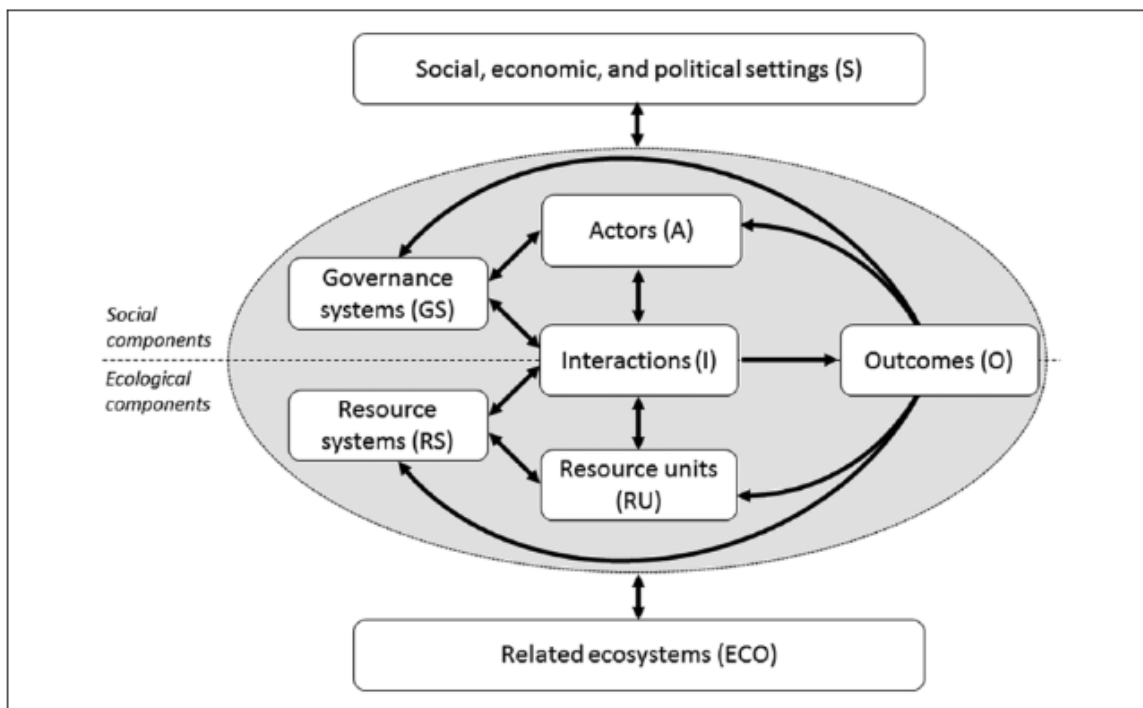 Social, economic, and political settings (S)
Actors (A)
Governance
systems (GS)
Social
components
Interactions (I)
Outcomes (O)
Ecological
components
Resource
systems (RS)
Resource units
(RU)
Related ecosystems (ECO)